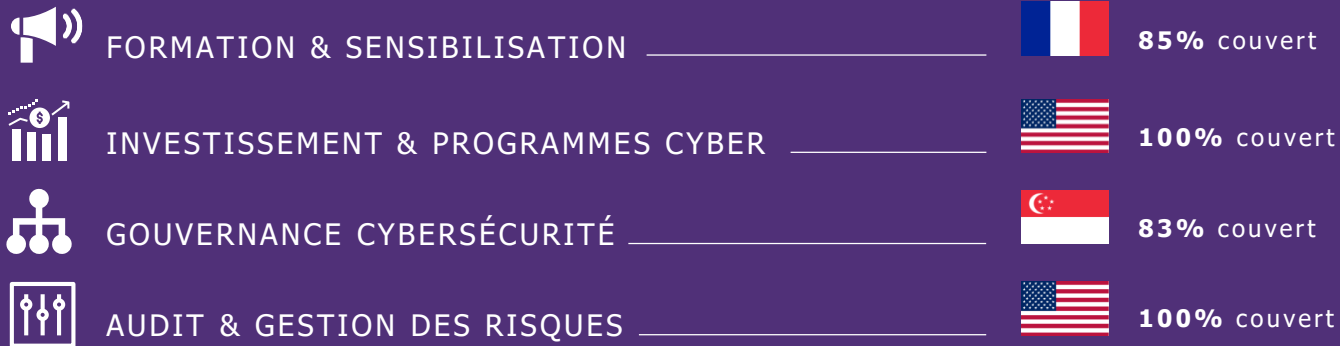 FORMATION & SENSIBILISATION 85% couvert
INVESTISSEMENT & PROGRAMMES CYBER 100% couvert
GOUVERNANCE CYBERSÉCURITÉ 83% couvert
AUDIT & GESTION DES RISQUES 100% couvert